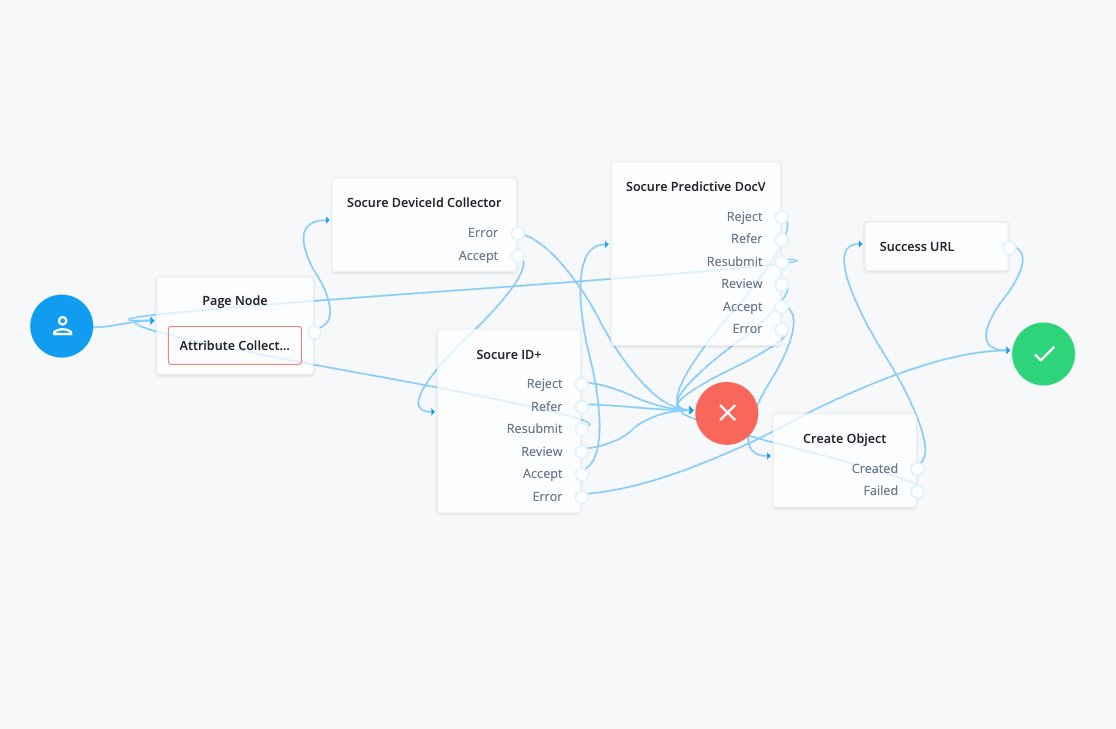 Page Node
Attribute Collect...
Socure DeviceId Collector
Error
Accept
Socure ID+
Reject
Refer
Resubmit
Review
Accept
Error
Socure Predictive DocV
Reject
Refer
Resubmit
Review
Accept
Error
Create Object
Created
Failed
Success URL